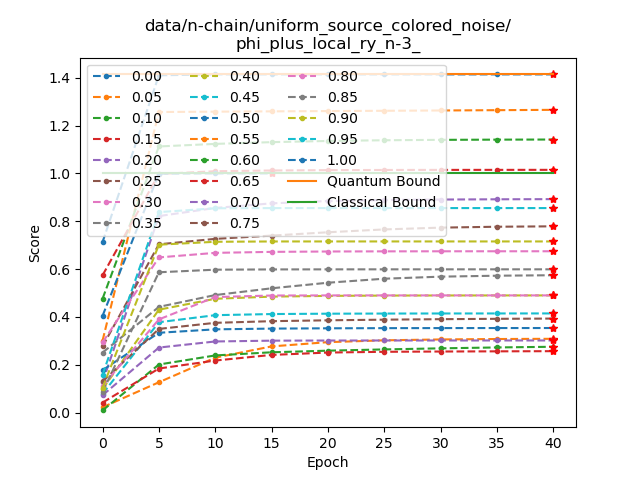 data/n-chain/uniform_source_colored_noise/
phi_plus_local_ry_n-3_
1.4
1.2
1.0
0.8
0.6
0.4
0.2
0.0
Score
0.00 0.40 0.80
0.05 0.45 0.85
0.10 0.50 0.90
0.15 0.55 0.95
0.20 0.60 1.00
0.25 0.65 Quantum Bound
0.30 0.70 Classical Bound
0.35 0.75
0 5 10 15 20 25 30 35 40
Epoch